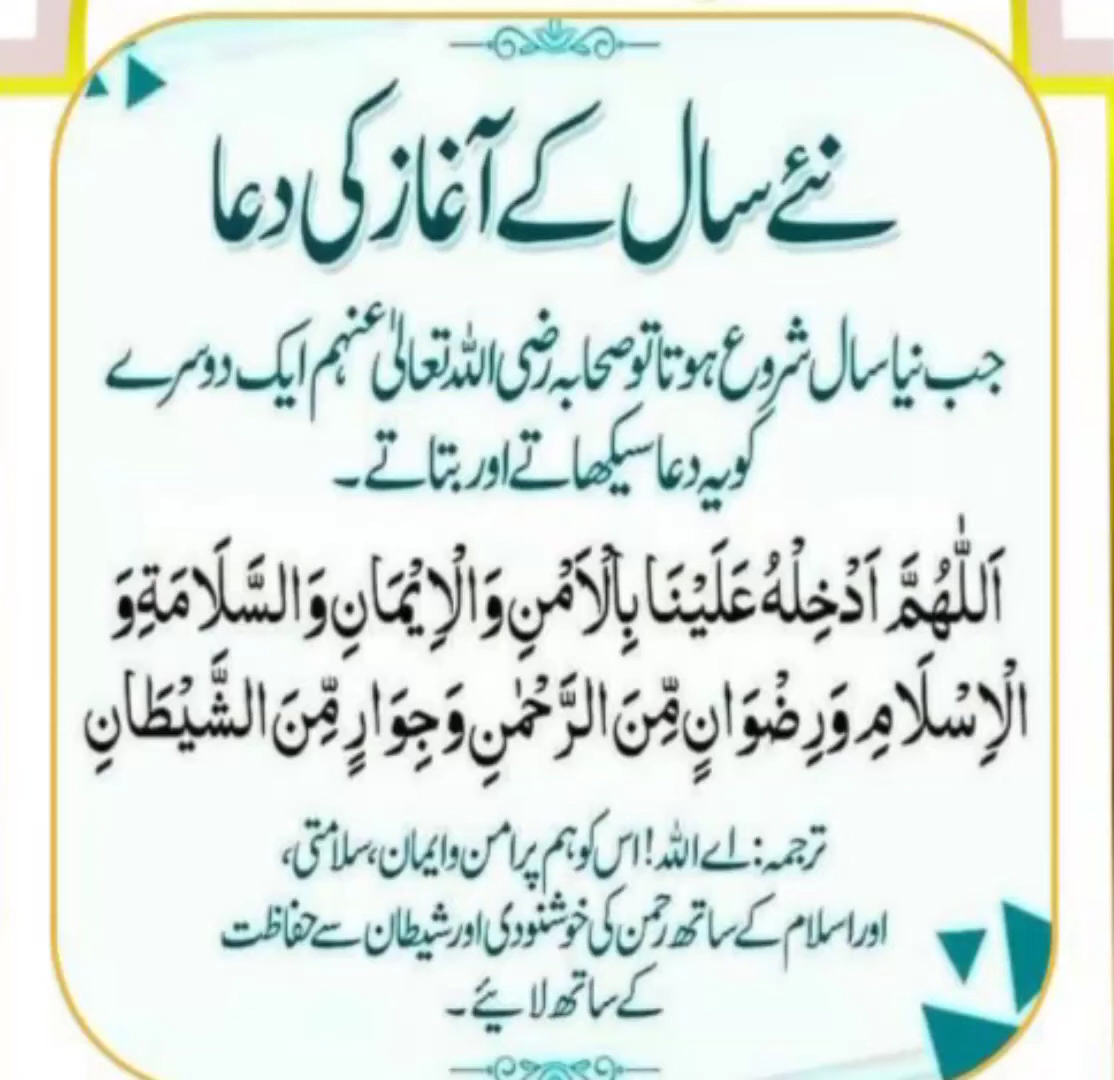 نئے سال کے آغاز کی دعا
جب نیا سال شروع ہوتا تو صحابہ رضی اللہ تعالیٰ عنہم ایک دوسرے
کو یہ دعا سیکھاتے اور بتاتے۔
اَللّٰهُمَّ اَدْخِلْهُ عَلَيْنَا بِالْاَمْنِ وَالْاِيْمَانِ وَالسَّلَامَةِ وَ
الْاِسْلَامِ وَرِضْوَانٍ مِّنَ الرَّحْمٰنِ وَجِوَارٍ مِّنَ الشَّيْطَانِ
ترجمہ: اے اللہ! اس کو ہم پر امن و ایمان، سلامتی،
اور اسلام کے ساتھ رحمن کی خوشنودی اور شیطان سے حفاظت
کے ساتھ لایئے۔